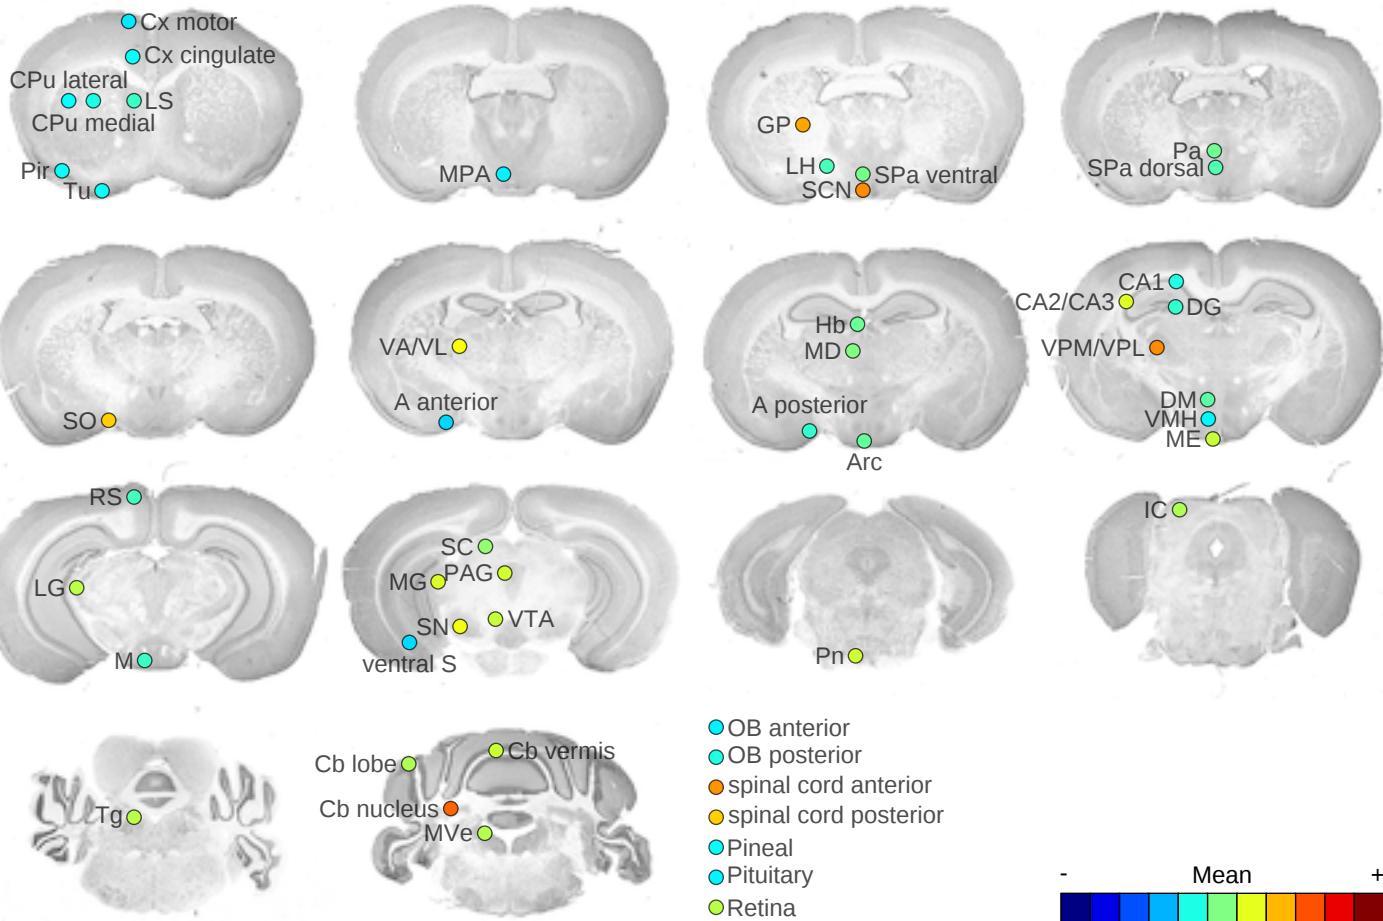 Cx motor
Cx cingulate
CPu lateral
LS
CPu medial
Pir
Tu
MPA
GP
LH
SPa ventral
SCN
Pa
SPa dorsal
SO
VA/VL
A anterior
Hb
MD
A posterior
Arc
CA1
CA2/CA3
DG
VPM/VPL
DM
VMH
ME
RS
LG
M
SC
MG
PAG
SN
VTA
ventral S
Pn
IC
Tg
Cb lobe
Cb vermis
Cb nucleus
MVe
OB anterior
OB posterior
spinal cord anterior
spinal cord posterior
Pineal
Pituitary
Retina
- Mean +